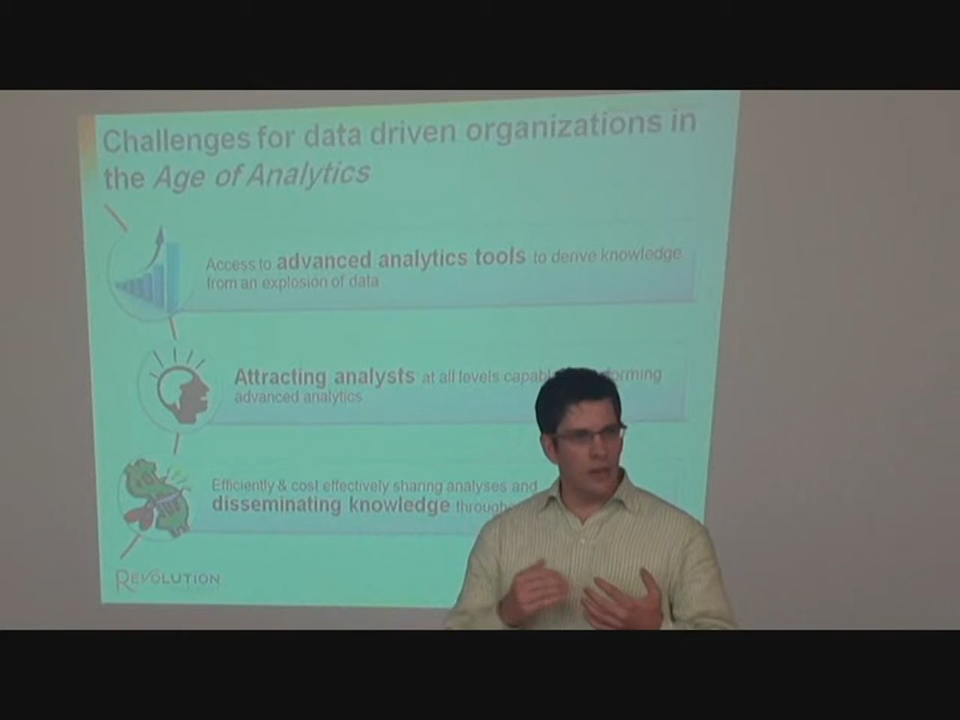 Challenges for data driven organizations in
the Age of Analytics
Access to advanced analytics tools to derive knowledge
from an explosion of data
Attracting analysts at all levels
advanced analytics
Efficiently & cost effectively sharing analyses and
disseminating knowledge
REVOLUTION